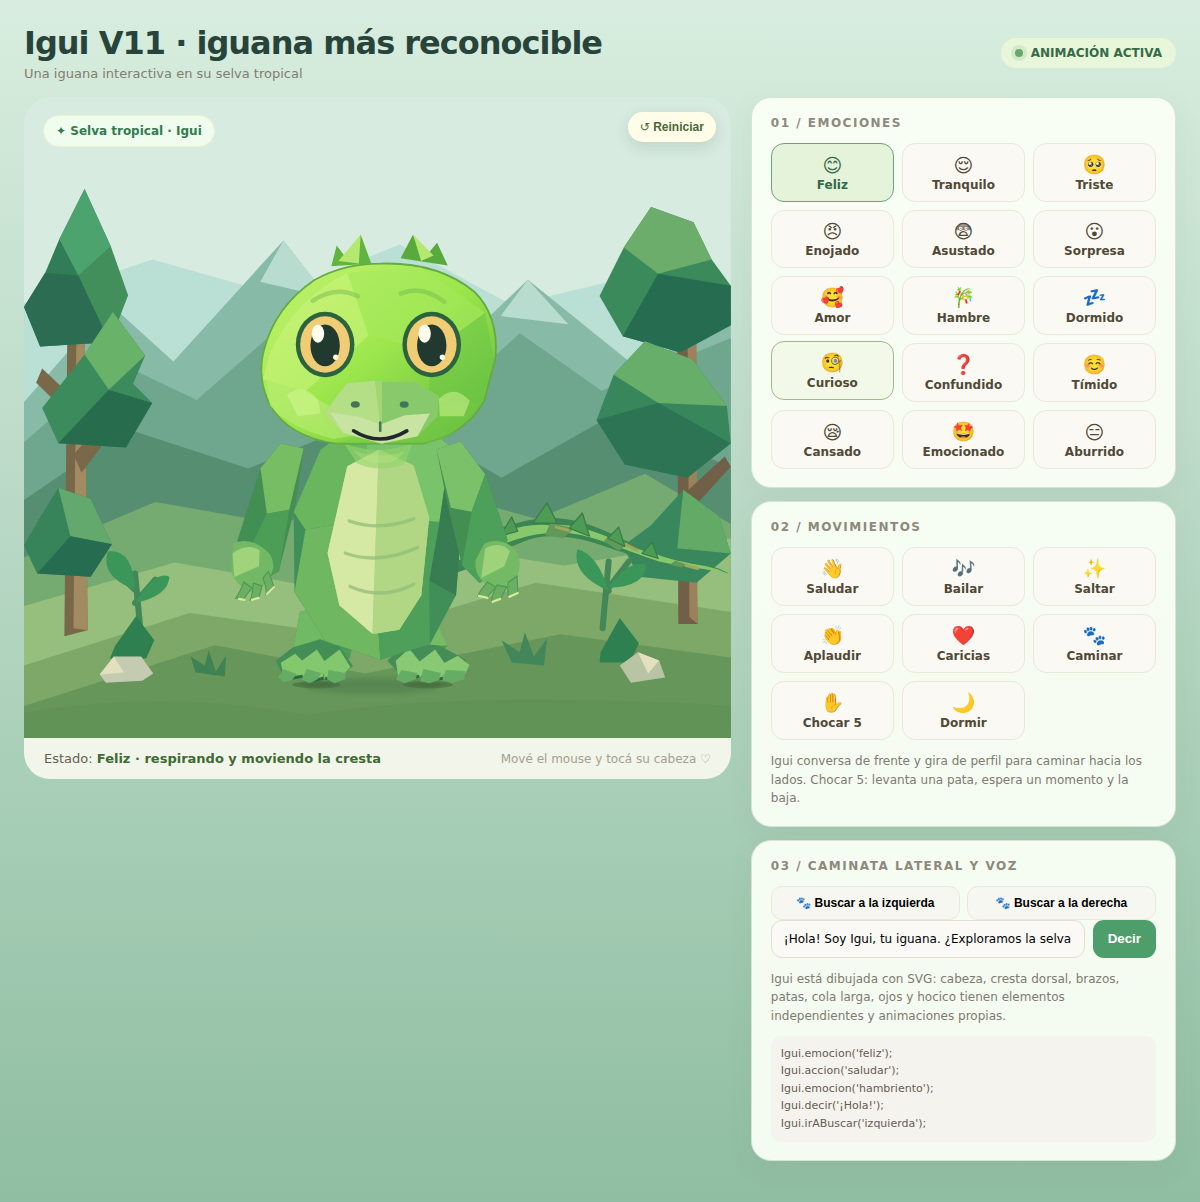 Igui V11 · iguana más reconocible
Una iguana interactiva en su selva tropical
ANIMACIÓN ACTIVA
✦ Selva tropical · Igui
↺ Reiniciar
Estado: Feliz · respirando y moviendo la cresta
Mové el mouse y tocá su cabeza ♡
01 / EMOCIONES
Feliz
Tranquilo
Triste
Enojado
Asustado
Sorpresa
Amor
Hambre
Dormido
Curioso
Confundido
Tímido
Cansado
Emocionado
Aburrido
02 / MOVIMIENTOS
Saludar
Bailar
Saltar
Aplaudir
Caricias
Caminar
Chocar 5
Dormir
Igui conversa de frente y gira de perfil para caminar hacia los
lados. Chocar 5: levanta una pata, espera un momento y la
baja.
03 / CAMINATA LATERAL Y VOZ
🐾 Buscar a la izquierda
🐾 Buscar a la derecha
¡Hola! Soy Igui, tu iguana. ¿Exploramos la selva
Decir
Igui está dibujada con SVG: cabeza, cresta dorsal, brazos,
patas, cola larga, ojos y hocico tienen elementos
independientes y animaciones propias.
Igui.emocion('feliz');
Igui.accion('saludar');
Igui.emocion('hambriento');
Igui.decir('¡Hola!');
Igui.irABuscar('izquierda');